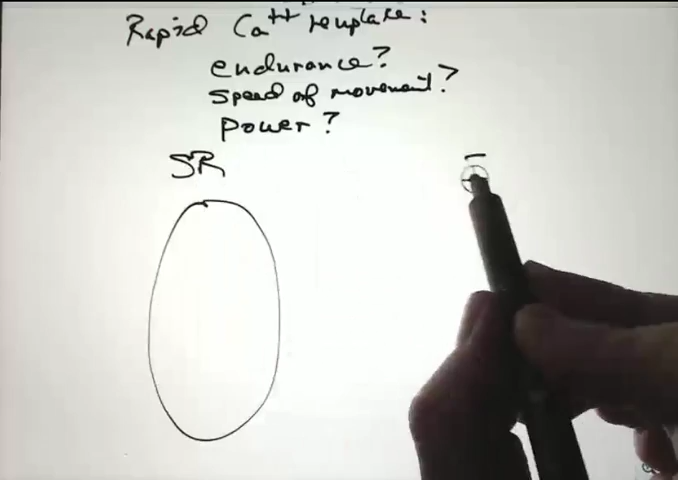 Rapid Ca++ reuptake:
endurance?
speed of movement?
power?
SR